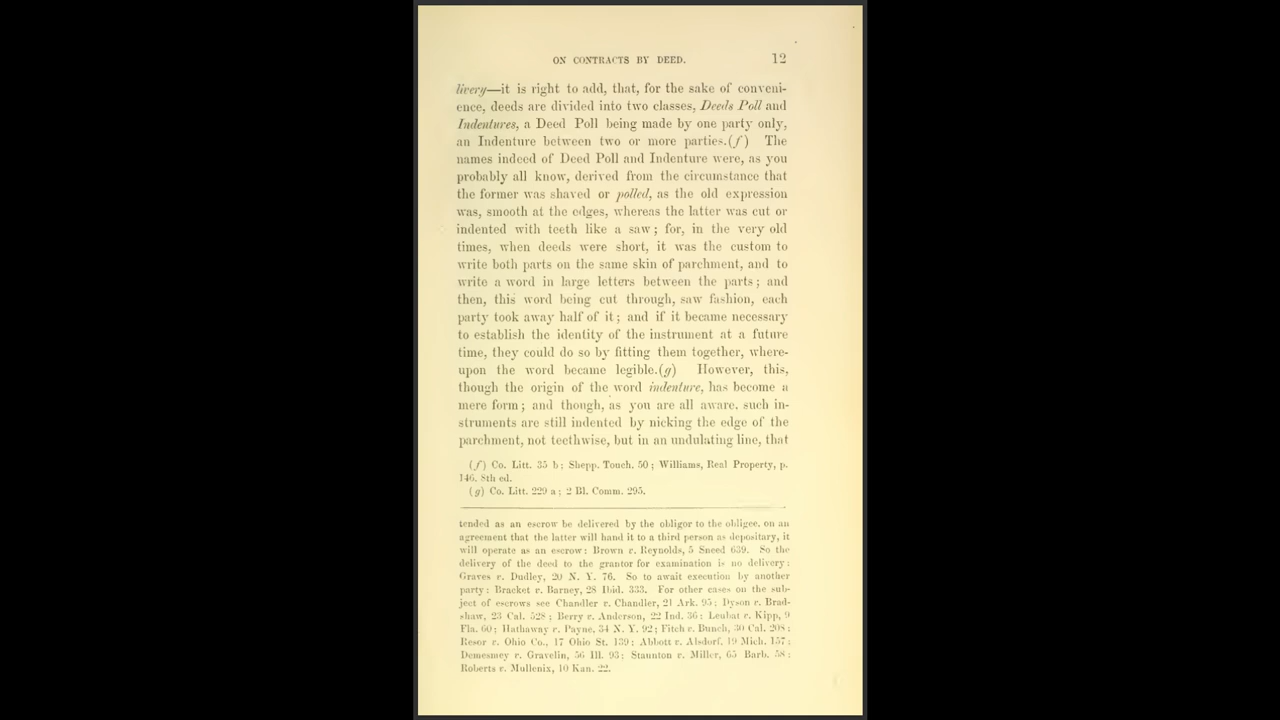 ON CONTRACTS BY DEED. 12
livery—it is right to add, that, for the sake of conveni-
ence, deeds are divided into two classes, Deeds Poll and
Indentures, a Deed Poll being made by one party only,
an Indenture between two or more parties.(f) The
names indeed of Deed Poll and Indenture were, as you
probably all know, derived from the circumstance that
the former was shaved or polled, as the old expression
was, smooth at the edges, whereas the latter was cut or
indented with teeth like a saw; for, in the very old
times, when deeds were short, it was the custom to
write both parts on the same skin of parchment, and to
write a word in large letters between the parts; and
then, this word being cut through, saw fashion, each
party took away half of it; and if it became necessary
to establish the identity of the instrument at a future
time, they could do so by fitting them together, where-
upon the word became legible.(g) However, this,
though the origin of the word indenture, has become a
mere form; and though, as you are all aware. such in-
struments are still indented by nicking the edge of the
parchment, not teethwise, but in an undulating line, that
(f) Co. Litt. 35 b; Shepp. Touch. 50; Williams, Real Property, p.
146. 8th ed.
(g) Co. Litt. 229 a; 2 Bl. Comm. 295.
tended as an escrow be delivered by the obligor to the obligee. on an
agreement that the latter will hand it to a third person as depositary, it
will operate as an escrow: Brown v. Reynolds, 5 Sneed 639. So the
delivery of the deed to the grantor for examination is no delivery:
Graves v. Dudley, 20 N. Y. 76. So to await execution by another
party: Bracket v. Barney, 28 Ibid. 333. For other cases on the sub-
ject of escrows see Chandler v. Chandler, 21 Ark. 95; Dyson v. Brad-
shaw, 23 Cal. 528; Berry v. Anderson, 22 Ind. 36; Leubat v. Kipp, 9
Fla. 60; Hathaway v. Payne, 34 N. Y. 92; Fitch v. Bunch, 30 Cal. 208;
Resor v. Ohio Co., 17 Ohio St. 139; Abbott v. Alsdorf. 19 Mich. 157;
Demesmey v. Gravelin, 56 Ill. 93; Staunton v. Miller, 65 Barb. 58;
Roberts v. Mullenix, 10 Kan. 22.